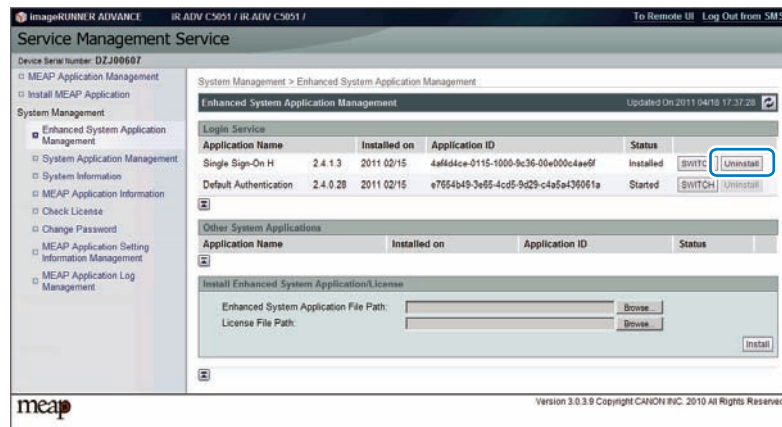 imageRUNNER ADVANCE iR-ADV C5051 / iR-ADV C5051 / To Remote UI Log Out from SMS
Service Management Service
Device Serial Number: DZJ00607
MEAP Application Management
Install MEAP Application
System Management
Enhanced System Application
Management
System Application Management
System Information
MEAP Application Information
Check License
Change Password
MEAP Application Setting
Information Management
MEAP Application Log
Management
System Management > Enhanced System Application Management
Enhanced System Application Management Updated On:2011 04/18 17:37:28
Login Service
Application Name Installed on Application ID Status
Single Sign-On H 2.4.1.3 2011 02/15 4af4d4ce-0115-1000-9c36-00e000c4ae6f Installed SWITC Uninstall
Default Authentication 2.4.0.28 2011 02/15 e7654b49-3e65-4cd5-9d29-c4a5a436061a Started SWITCH Uninstall
Other System Applications
Application Name Installed on Application ID Status
Install Enhanced System Application/License
Enhanced System Application File Path: Browse...
License File Path: Browse...
Install
meap Version 3.0.3.9 Copyright CANON INC. 2010 All Rights Reserved